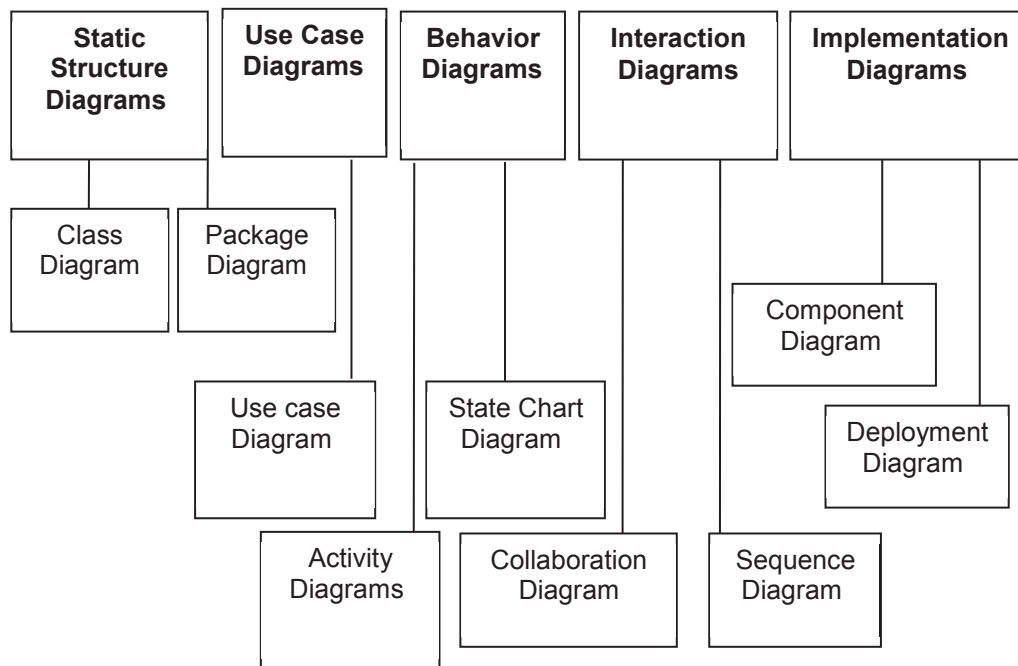 Static
Structure
Diagrams
Use Case
Diagrams
Behavior
Diagrams
Interaction
Diagrams
Implementation
Diagrams
Class
Diagram
Package
Diagram
Component
Diagram
Use case
Diagram
State Chart
Diagram
Deployment
Diagram
Activity
Diagrams
Collaboration
Diagram
Sequence
Diagram